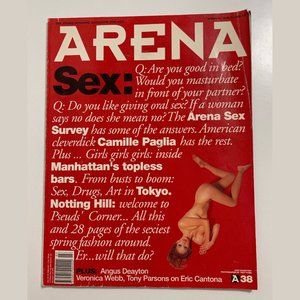 ARENA
Sex:
Q: Are you good in bed?
Would you masturbate
in front of your partner?
Q: Do you like giving oral sex? If a woman
says no does she mean no? The Arena Sex
Survey has some of the answers. American
cleverdick Camille Paglia has the rest.
Plus ... Girls girls girls: inside
Manhattan's topless
bars. From busts to boom:
Sex, Drugs, Art in Tokyo.
Notting Hill: welcome to
Pseuds' Corner... All this
and 28 pages of the sexiest
spring fashion around.
Er...will that do?
PLUS: Angus Deayton
Veronica Webb, Tony Parsons on Eric Cantona
A 38